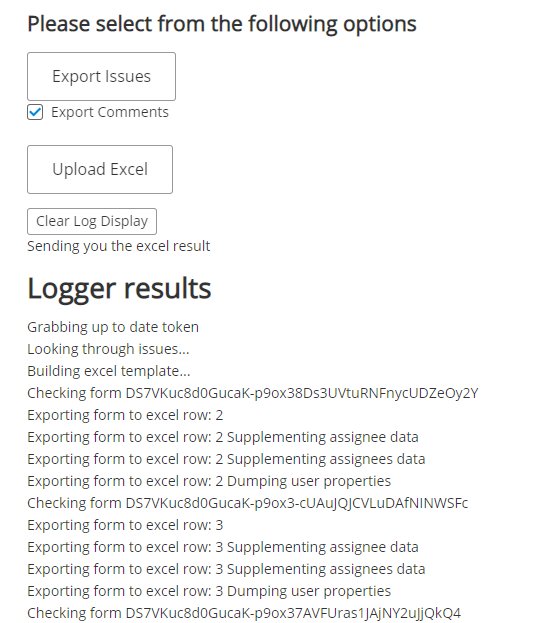 Please select from the following options
Export Issues
Export Comments
Upload Excel
Clear Log Display
Sending you the excel result
Logger results
Grabbing up to date token
Looking through issues...
Building excel template...
Checking form DS7VKuc8d0GucaK-p9ox38Ds3UVtuRNFnycUDZeOy2Y
Exporting form to excel row: 2
Exporting form to excel row: 2 Supplementing assignee data
Exporting form to excel row: 2 Supplementing assignees data
Exporting form to excel row: 2 Dumping user properties
Checking form DS7VKuc8d0GucaK-p9ox3-cUAuJQJCVLuDAfNINWSFc
Exporting form to excel row: 3
Exporting form to excel row: 3 Supplementing assignee data
Exporting form to excel row: 3 Supplementing assignees data
Exporting form to excel row: 3 Dumping user properties
Checking form DS7VKuc8d0GucaK-p9ox37AVFUras1JAjNY2uJjQkQ4